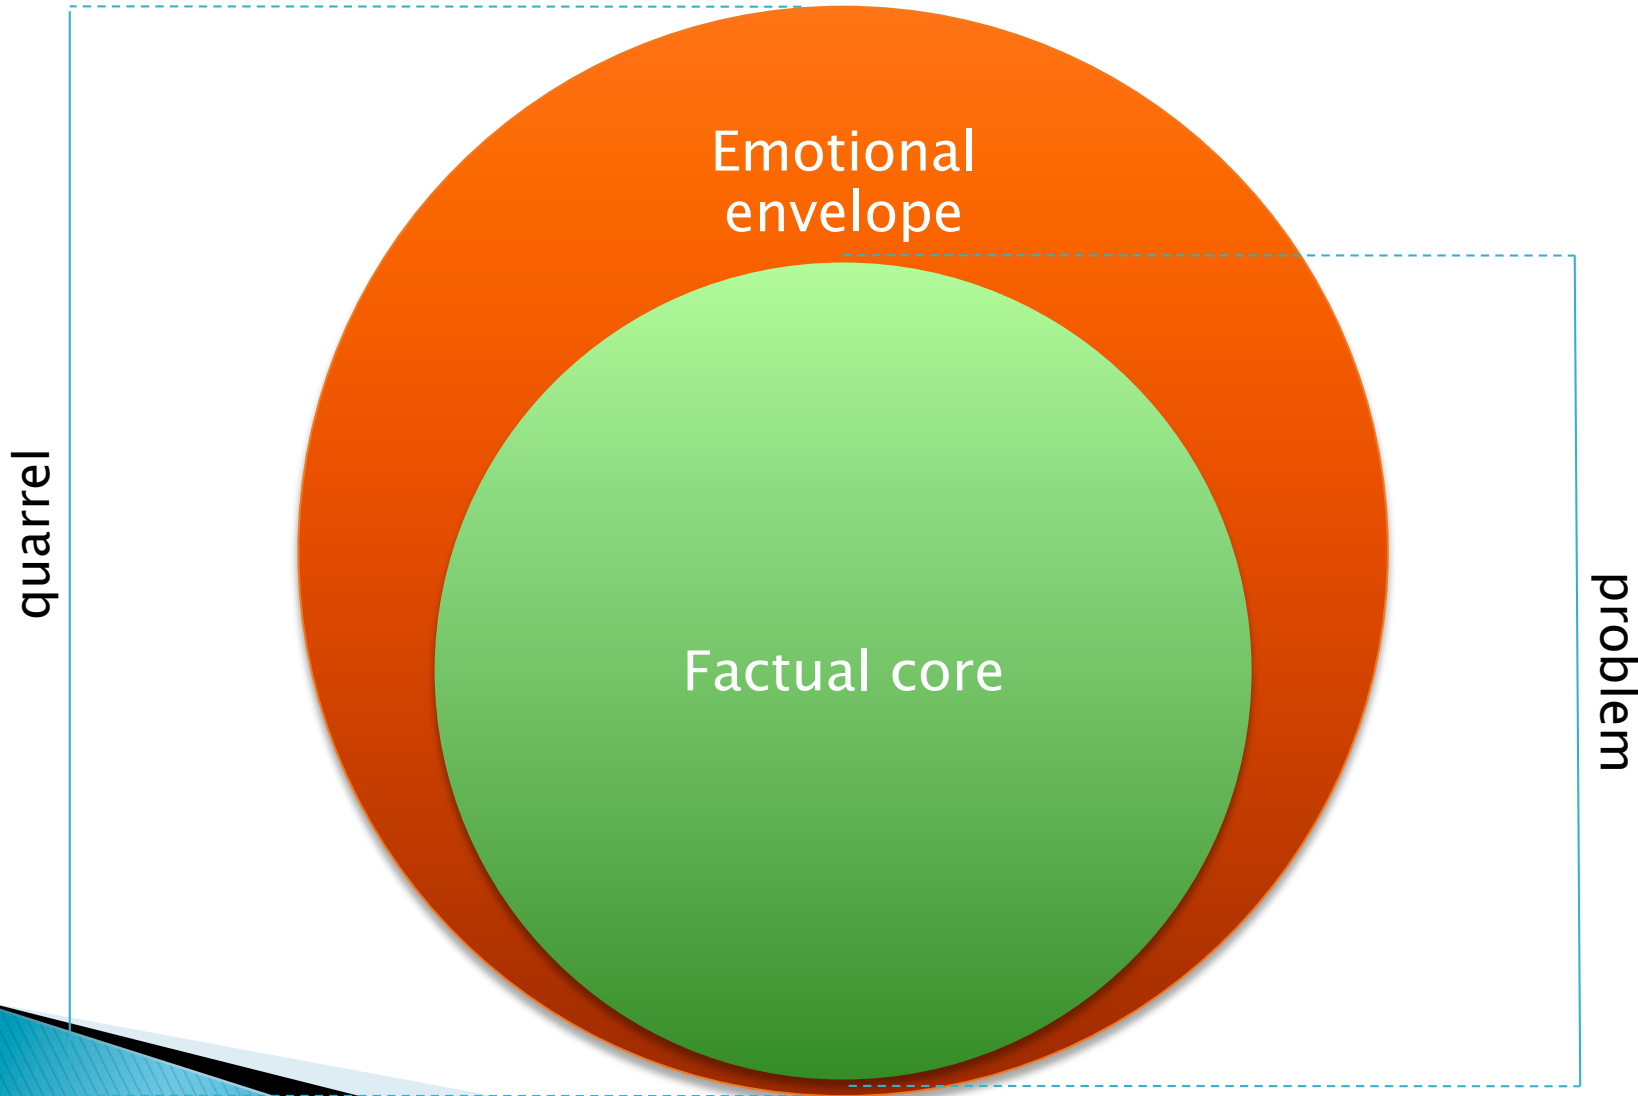 Emotional
envelope
quarrel
Factual core
problem